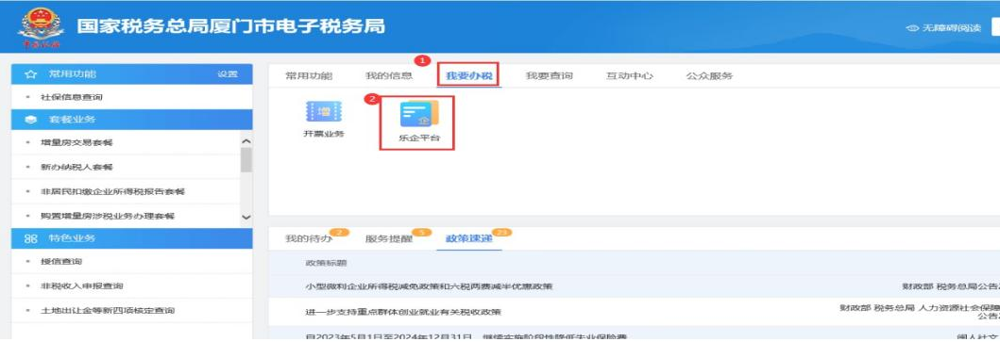 国家税务总局厦门市电子税务局
无障碍阅读
常用功能 设置
社保信息查询
套餐业务
增量房交易套餐
新办纳税人套餐
非居民扣缴企业所得税报告套餐
购置增量房涉税业务办理套餐
特色业务
授信查询
非税收入申报查询
土地出让金等新四项核定查询
1
常用功能 我的信息 我要办税 我要查询 互动中心 公众服务
2
增 企
开票业务 乐企平台
我的待办 2 服务提醒 5 政策速递 25
政策标题
小型微利企业所得税减免政策和六税两费减半优惠政策 财政部 税务总局公告
进一步支持重点群体创业就业有关税收政策 财政部 税务总局 人力资源社会保障
公告
自2023年5月1日至2024年12月31日,继续实施阶段性降低失业保险费 闽人社文